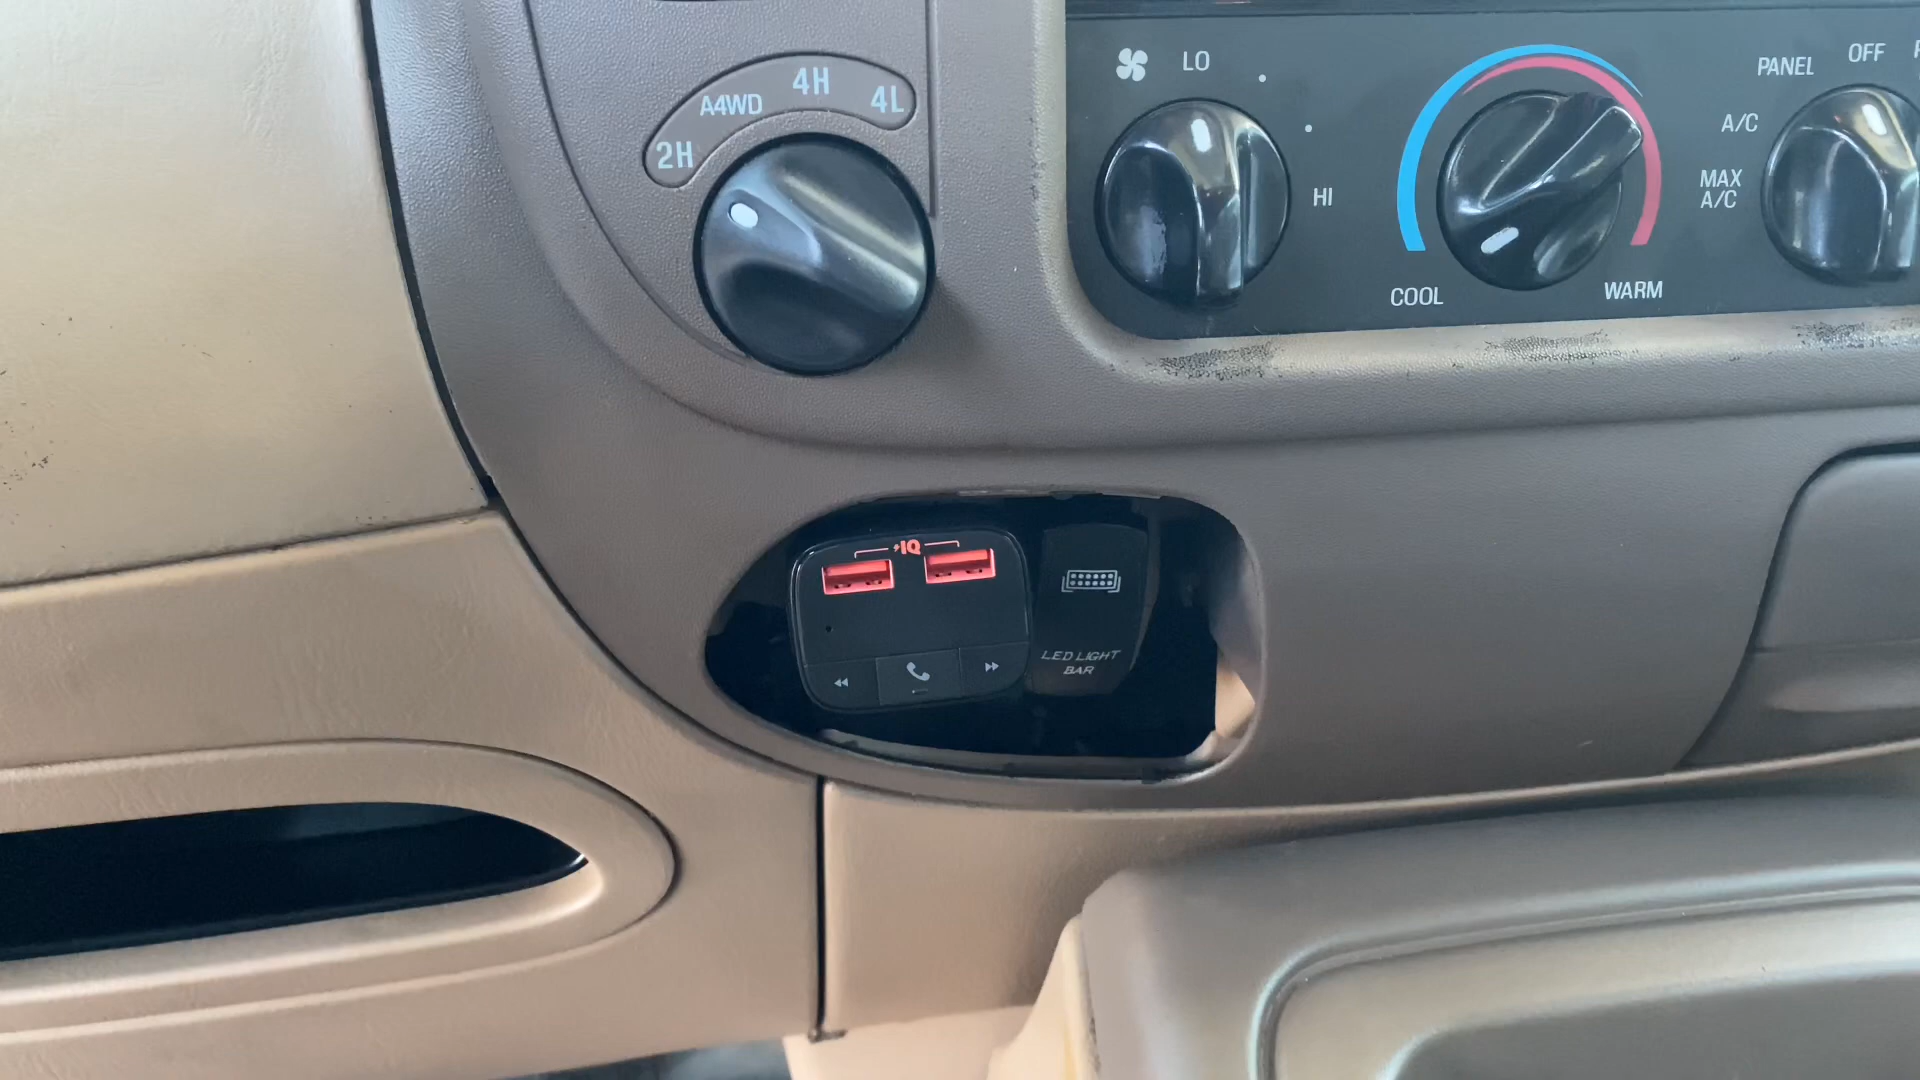 2H
A4WD
4H
4L
LO
HI
COOL
WARM
PANEL
OFF
A/C
MAX
A/C
IQ
LED LIGHT
BAR